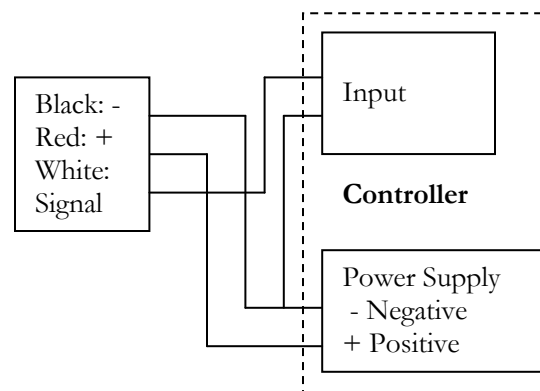 Black: -
Red: +
White:
Signal
Input
Controller
Power Supply
- Negative
+ Positive